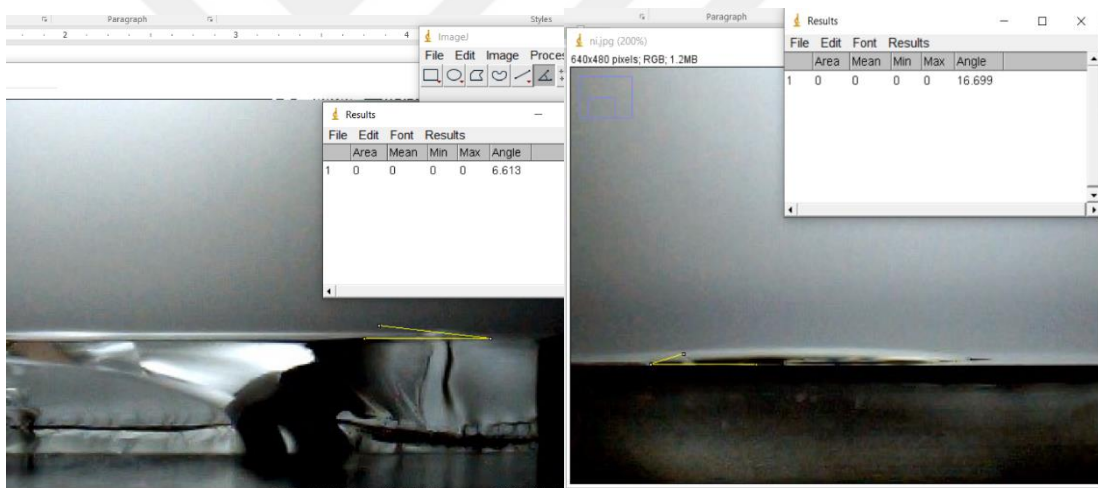 Paragraph
Styles
2 3 4
ImageJ
File Edit Image Proce
Results
File Edit Font Results
Area Mean Min Max Angle
1 0 0 0 0 6.613
Paragraph
ni.jpg (200%)
640x480 pixels; RGB; 1.2MB
Results
File Edit Font Results
Area Mean Min Max Angle
1 0 0 0 0 16.699